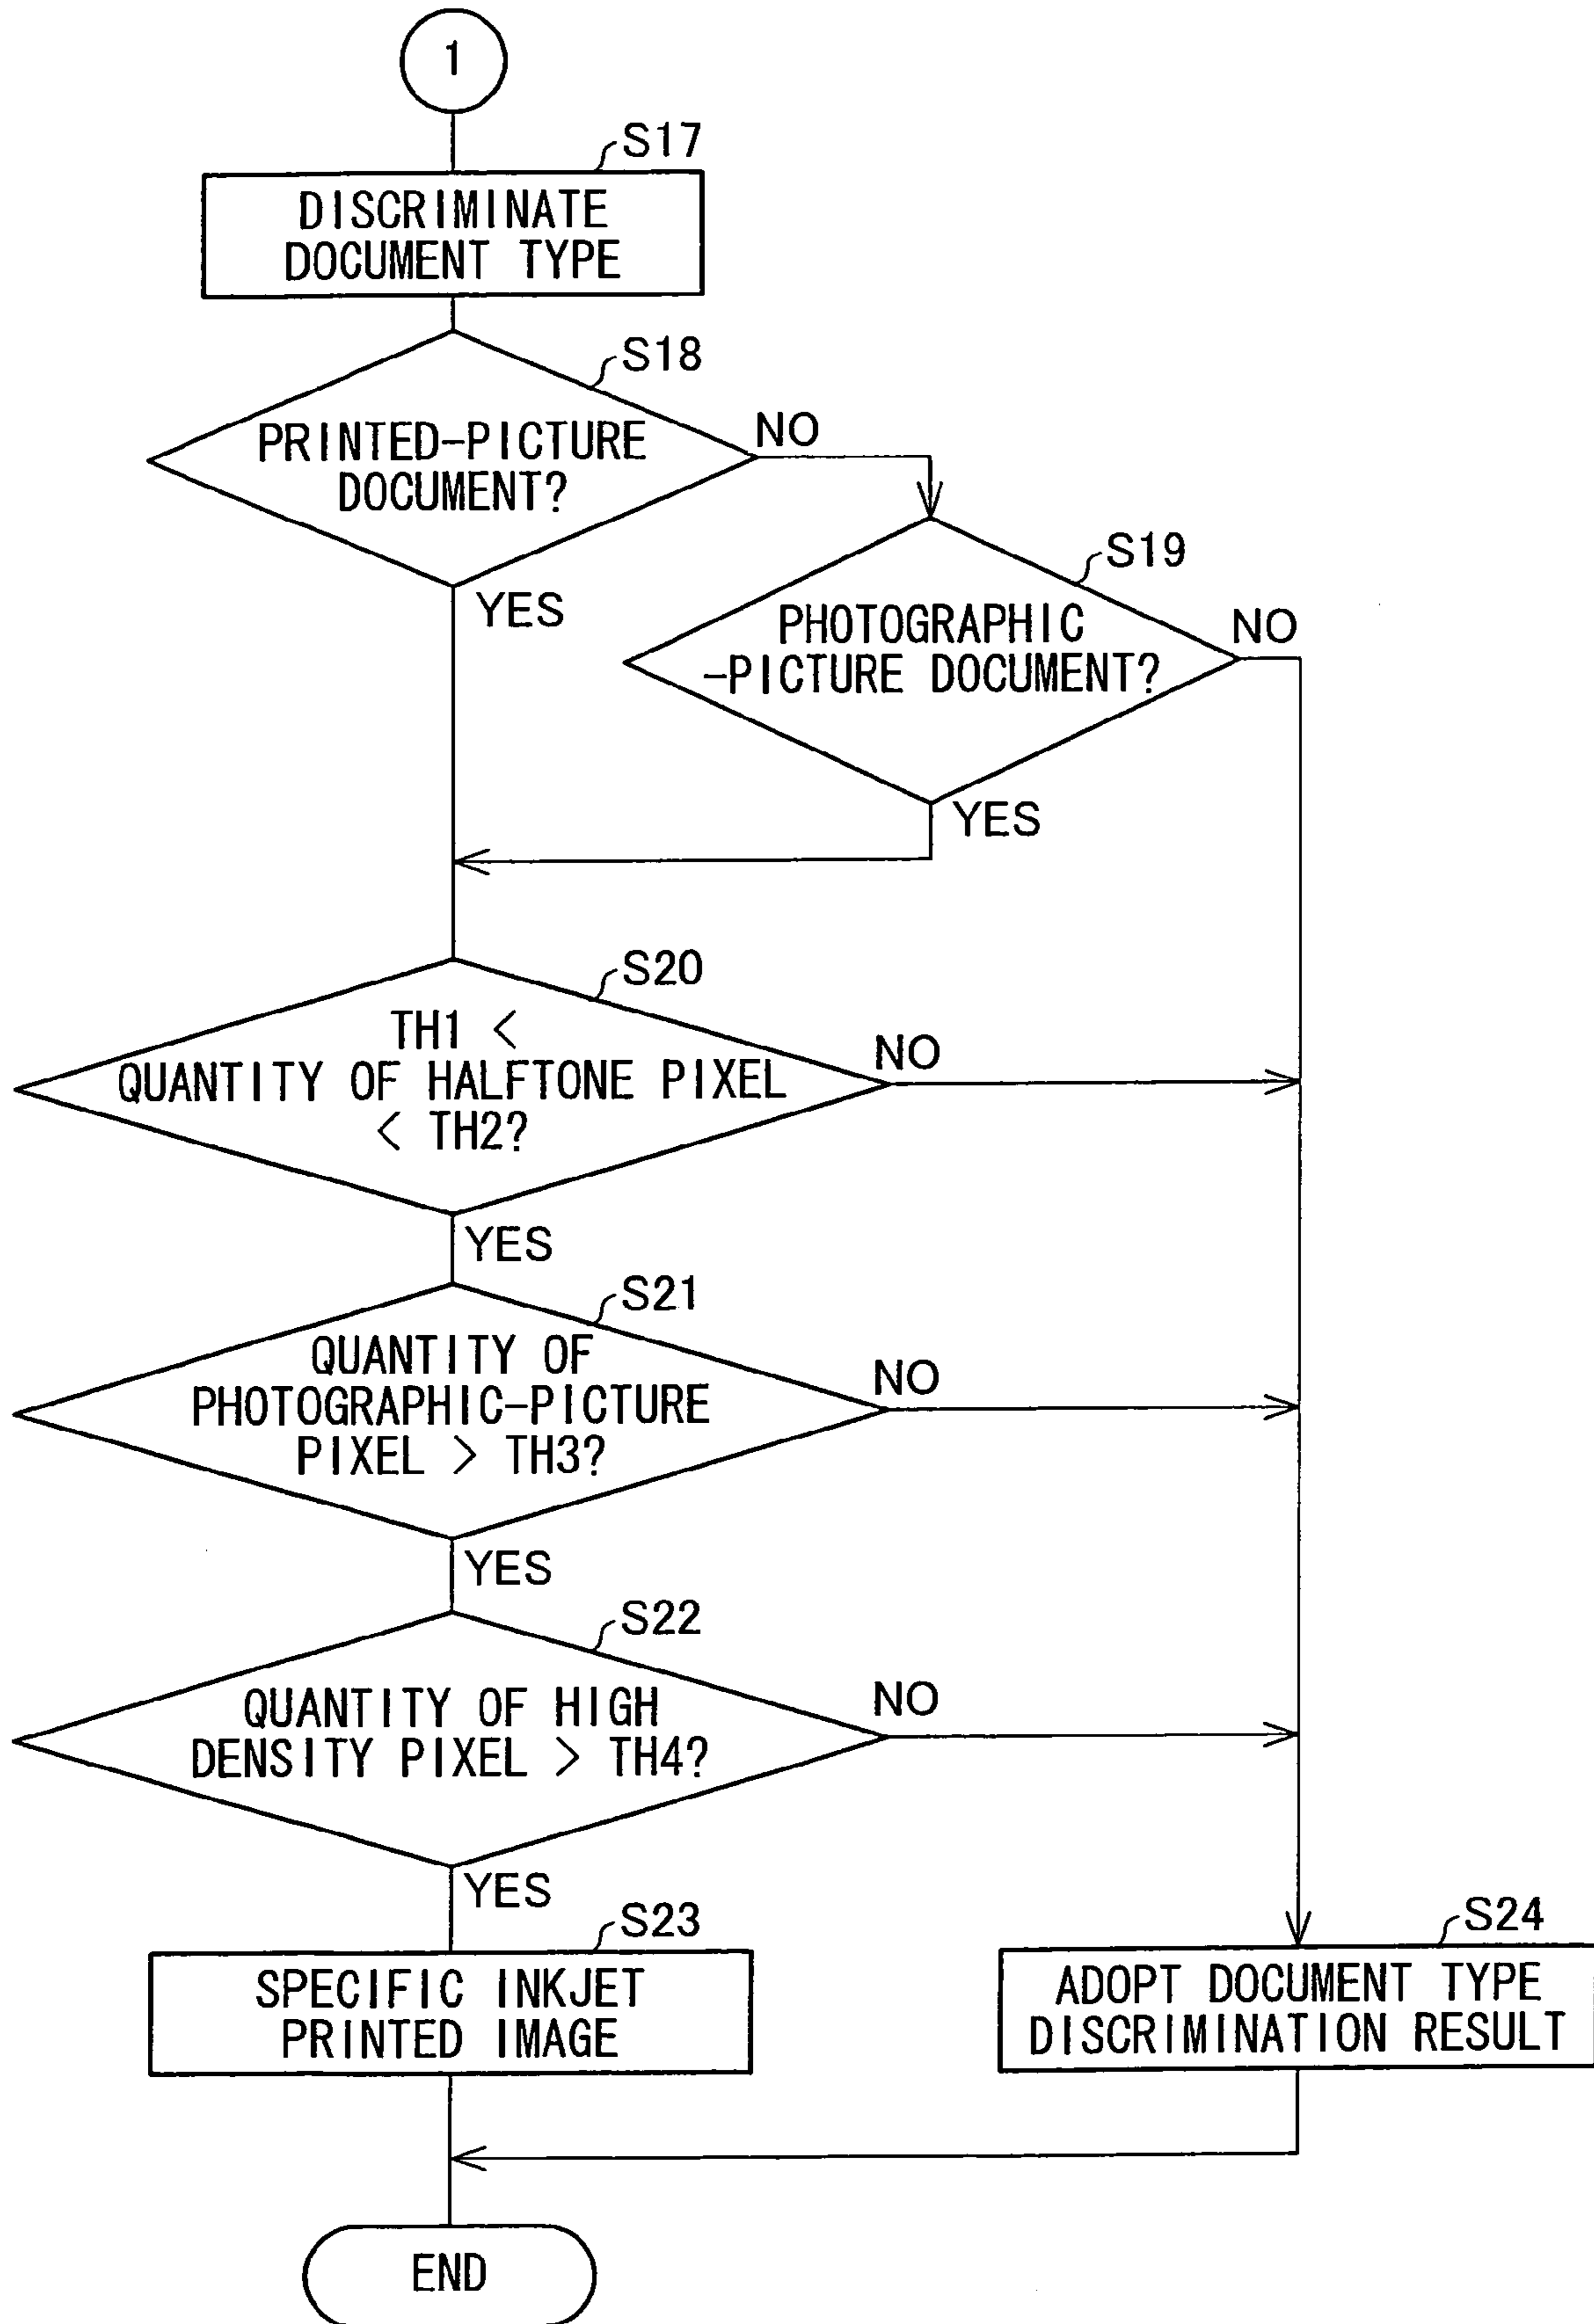 1
S17
DISCRIMINATE
DOCUMENT TYPE
S18
PRINTED-PICTURE
DOCUMENT?
NO
YES
S19
PHOTOGRAPHIC
-PICTURE DOCUMENT?
NO
YES
S20
TH1 <
QUANTITY OF HALFTONE PIXEL
< TH2?
NO
YES
S21
QUANTITY OF
PHOTOGRAPHIC-PICTURE
PIXEL > TH3?
NO
YES
S22
QUANTITY OF HIGH
DENSITY PIXEL > TH4?
NO
YES
S23
SPECIFIC INKJET
PRINTED IMAGE
S24
ADOPT DOCUMENT TYPE
DISCRIMINATION RESULT
END